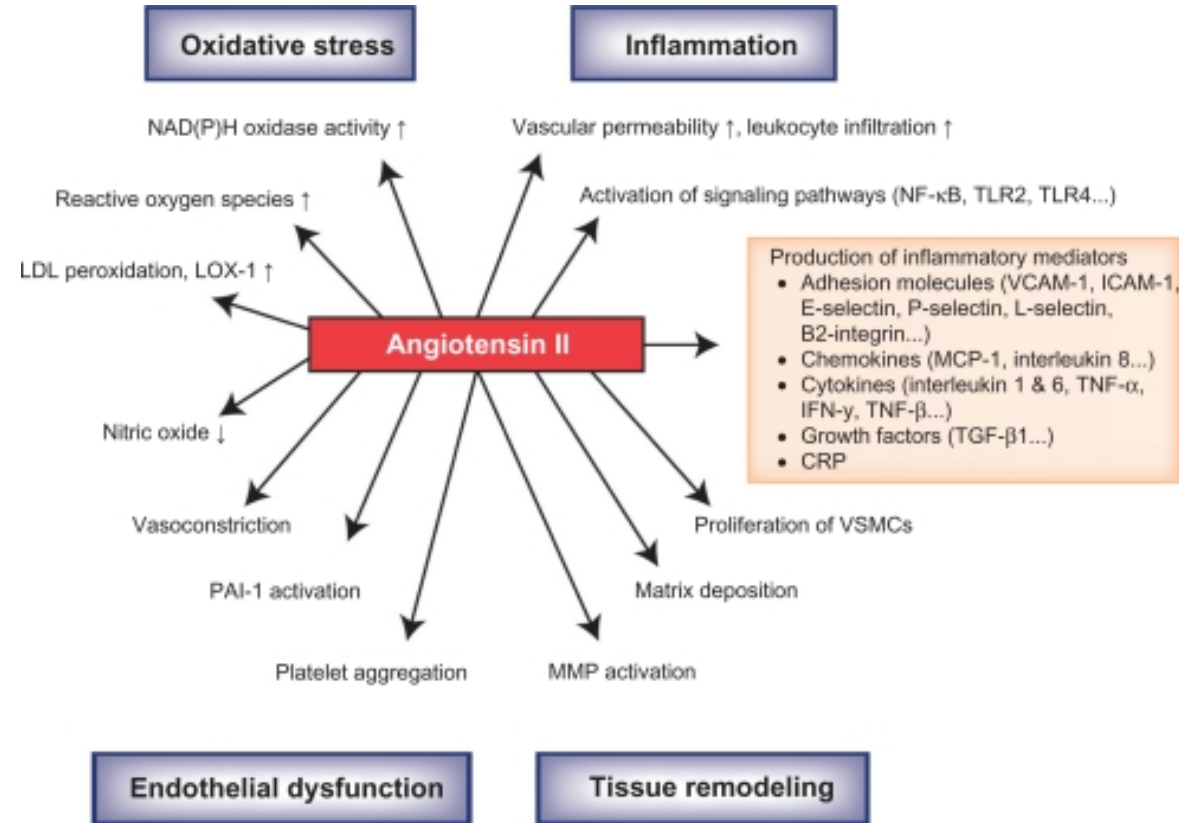 Oxidative stress
Inflammation
NAD(P)H oxidase activity ↑
Vascular permeability ↑, leukocyte infiltration ↑
Reactive oxygen species ↑
Activation of signaling pathways (NF-κB, TLR2, TLR4...)
LDL peroxidation, LOX-1 ↑
Production of inflammatory mediators
• Adhesion molecules (VCAM-1, ICAM-1,
E-selectin, P-selectin, L-selectin,
B2-integrin...)
• Chemokines (MCP-1, interleukin 8...)
• Cytokines (interleukin 1 & 6, TNF-α,
IFN-y, TNF-β...)
• Growth factors (TGF-β1...)
• CRP
Angiotensin II
Nitric oxide ↓
Vasoconstriction
Proliferation of VSMCs
PAI-1 activation
Matrix deposition
Platelet aggregation
MMP activation
Endothelial dysfunction
Tissue remodeling